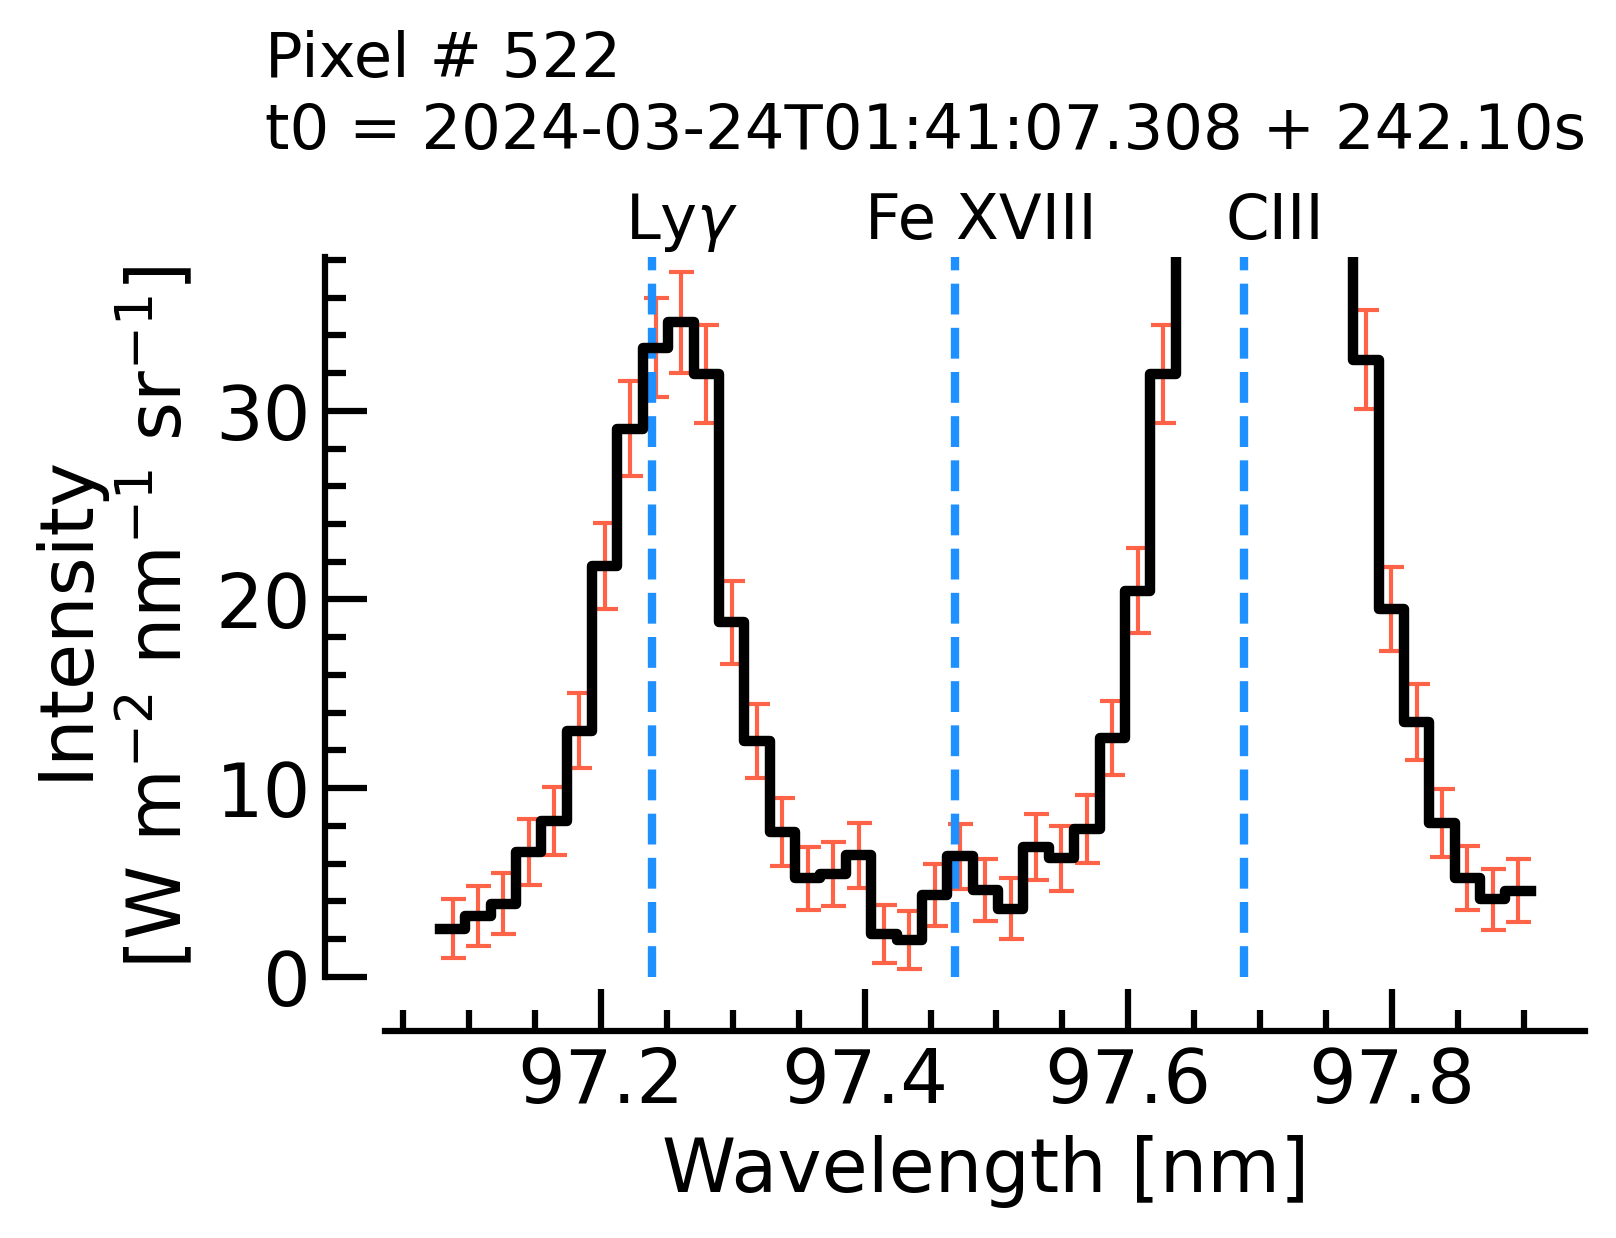 Pixel # 522
t0 = 2024-03-24T01:41:07.308 + 242.10s
Lyγ Fe XVIII CIII
Intensity
[W m⁻² nm⁻¹ sr⁻¹]
30
20
10
0
97.2 97.4 97.6 97.8
Wavelength [nm]